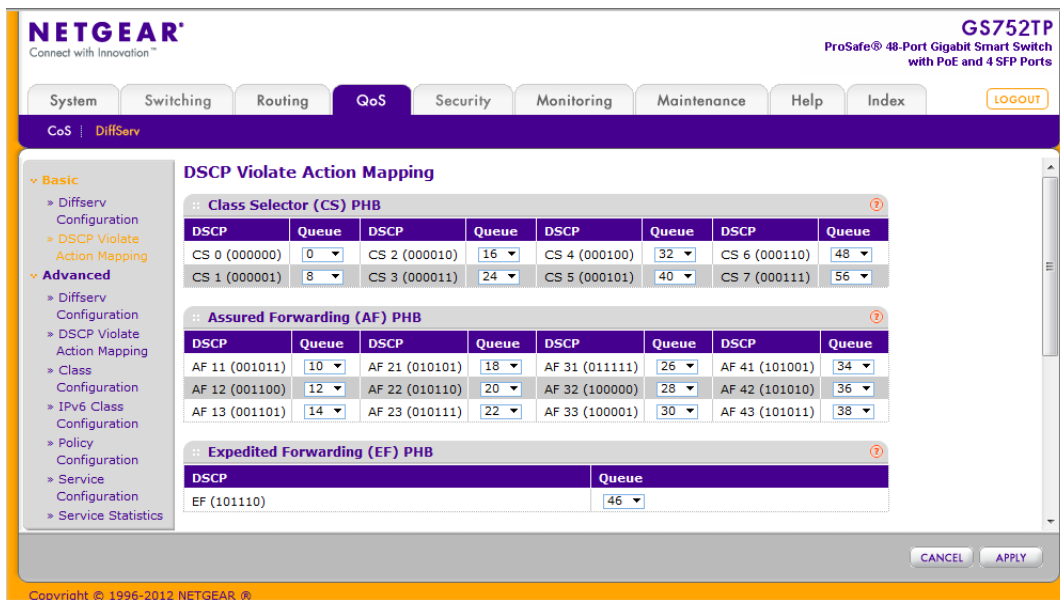 NETGEAR®
Connect with Innovation™
GS752TP
ProSafe® 48-Port Gigabit Smart Switch
with PoE and 4 SFP Ports
System Switching Routing QoS Security Monitoring Maintenance Help Index LOGOUT
CoS | DiffServ
Basic
» Diffserv
Configuration
» DSCP Violate
Action Mapping
Advanced
» Diffserv
Configuration
» DSCP Violate
Action Mapping
» Class
Configuration
» IPv6 Class
Configuration
» Policy
Configuration
» Service
Configuration
» Service Statistics
DSCP Violate Action Mapping
:: Class Selector (CS) PHB ?
DSCP Queue DSCP Queue DSCP Queue DSCP Queue
CS 0 (000000) 0 CS 2 (000010) 16 CS 4 (000100) 32 CS 6 (000110) 48
CS 1 (000001) 8 CS 3 (000011) 24 CS 5 (000101) 40 CS 7 (000111) 56
:: Assured Forwarding (AF) PHB ?
DSCP Queue DSCP Queue DSCP Queue DSCP Queue
AF 11 (001011) 10 AF 21 (010101) 18 AF 31 (011111) 26 AF 41 (101001) 34
AF 12 (001100) 12 AF 22 (010110) 20 AF 32 (100000) 28 AF 42 (101010) 36
AF 13 (001101) 14 AF 23 (010111) 22 AF 33 (100001) 30 AF 43 (101011) 38
:: Expedited Forwarding (EF) PHB ?
DSCP Queue
EF (101110) 46
CANCEL APPLY
Copyright © 1996-2012 NETGEAR ®